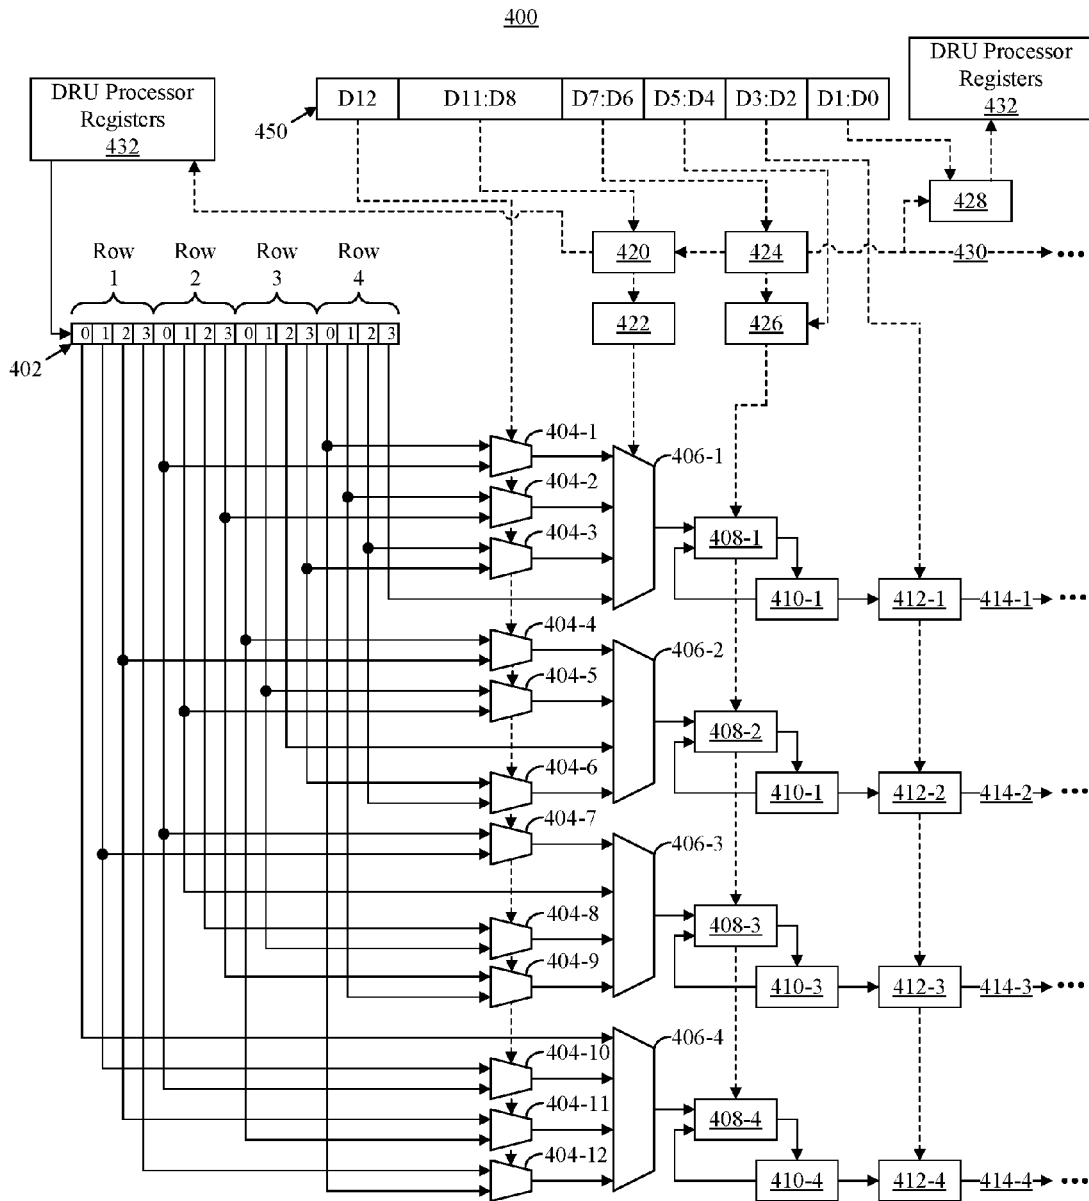 400
DRU Processor
Registers
432
D12 D11:D8 D7:D6 D5:D4 D3:D2 D1:D0
450
DRU Processor
Registers
432
428
420 424 430 •••
Row
1
Row
2
Row
3
Row
4
422 426
0 1 2 3 0 1 2 3 0 1 2 3 0 1 2 3
402
404-1
406-1
404-2
408-1
404-3
410-1 412-1 414-1 •••
404-4
406-2
404-5
408-2
404-6
410-1 412-2 414-2 •••
404-7
406-3
404-8
408-3
404-9
410-3 412-3 414-3 •••
406-4
404-10
404-11
408-4
404-12
410-4 412-4 414-4 •••